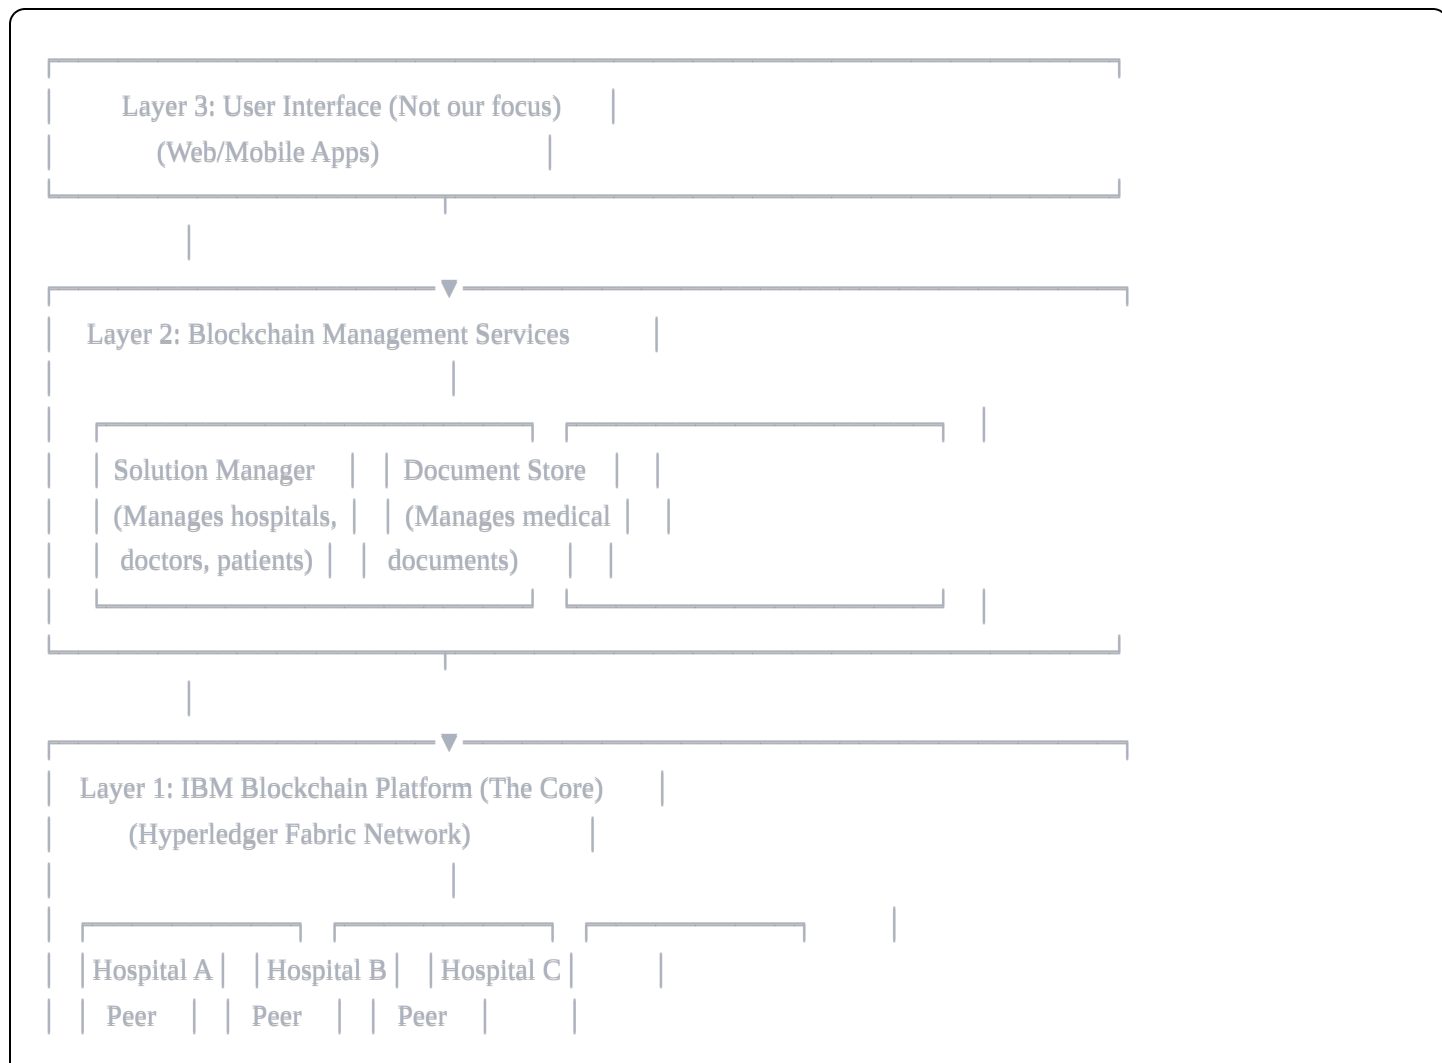 Layer 3: User Interface (Not our focus)
(Web/Mobile Apps)
Layer 2: Blockchain Management Services
Solution Manager Document Store
(Manages hospitals, (Manages medical
doctors, patients) documents)
Layer 1: IBM Blockchain Platform (The Core)
(Hyperledger Fabric Network)
Hospital A Hospital B Hospital C
Peer Peer Peer